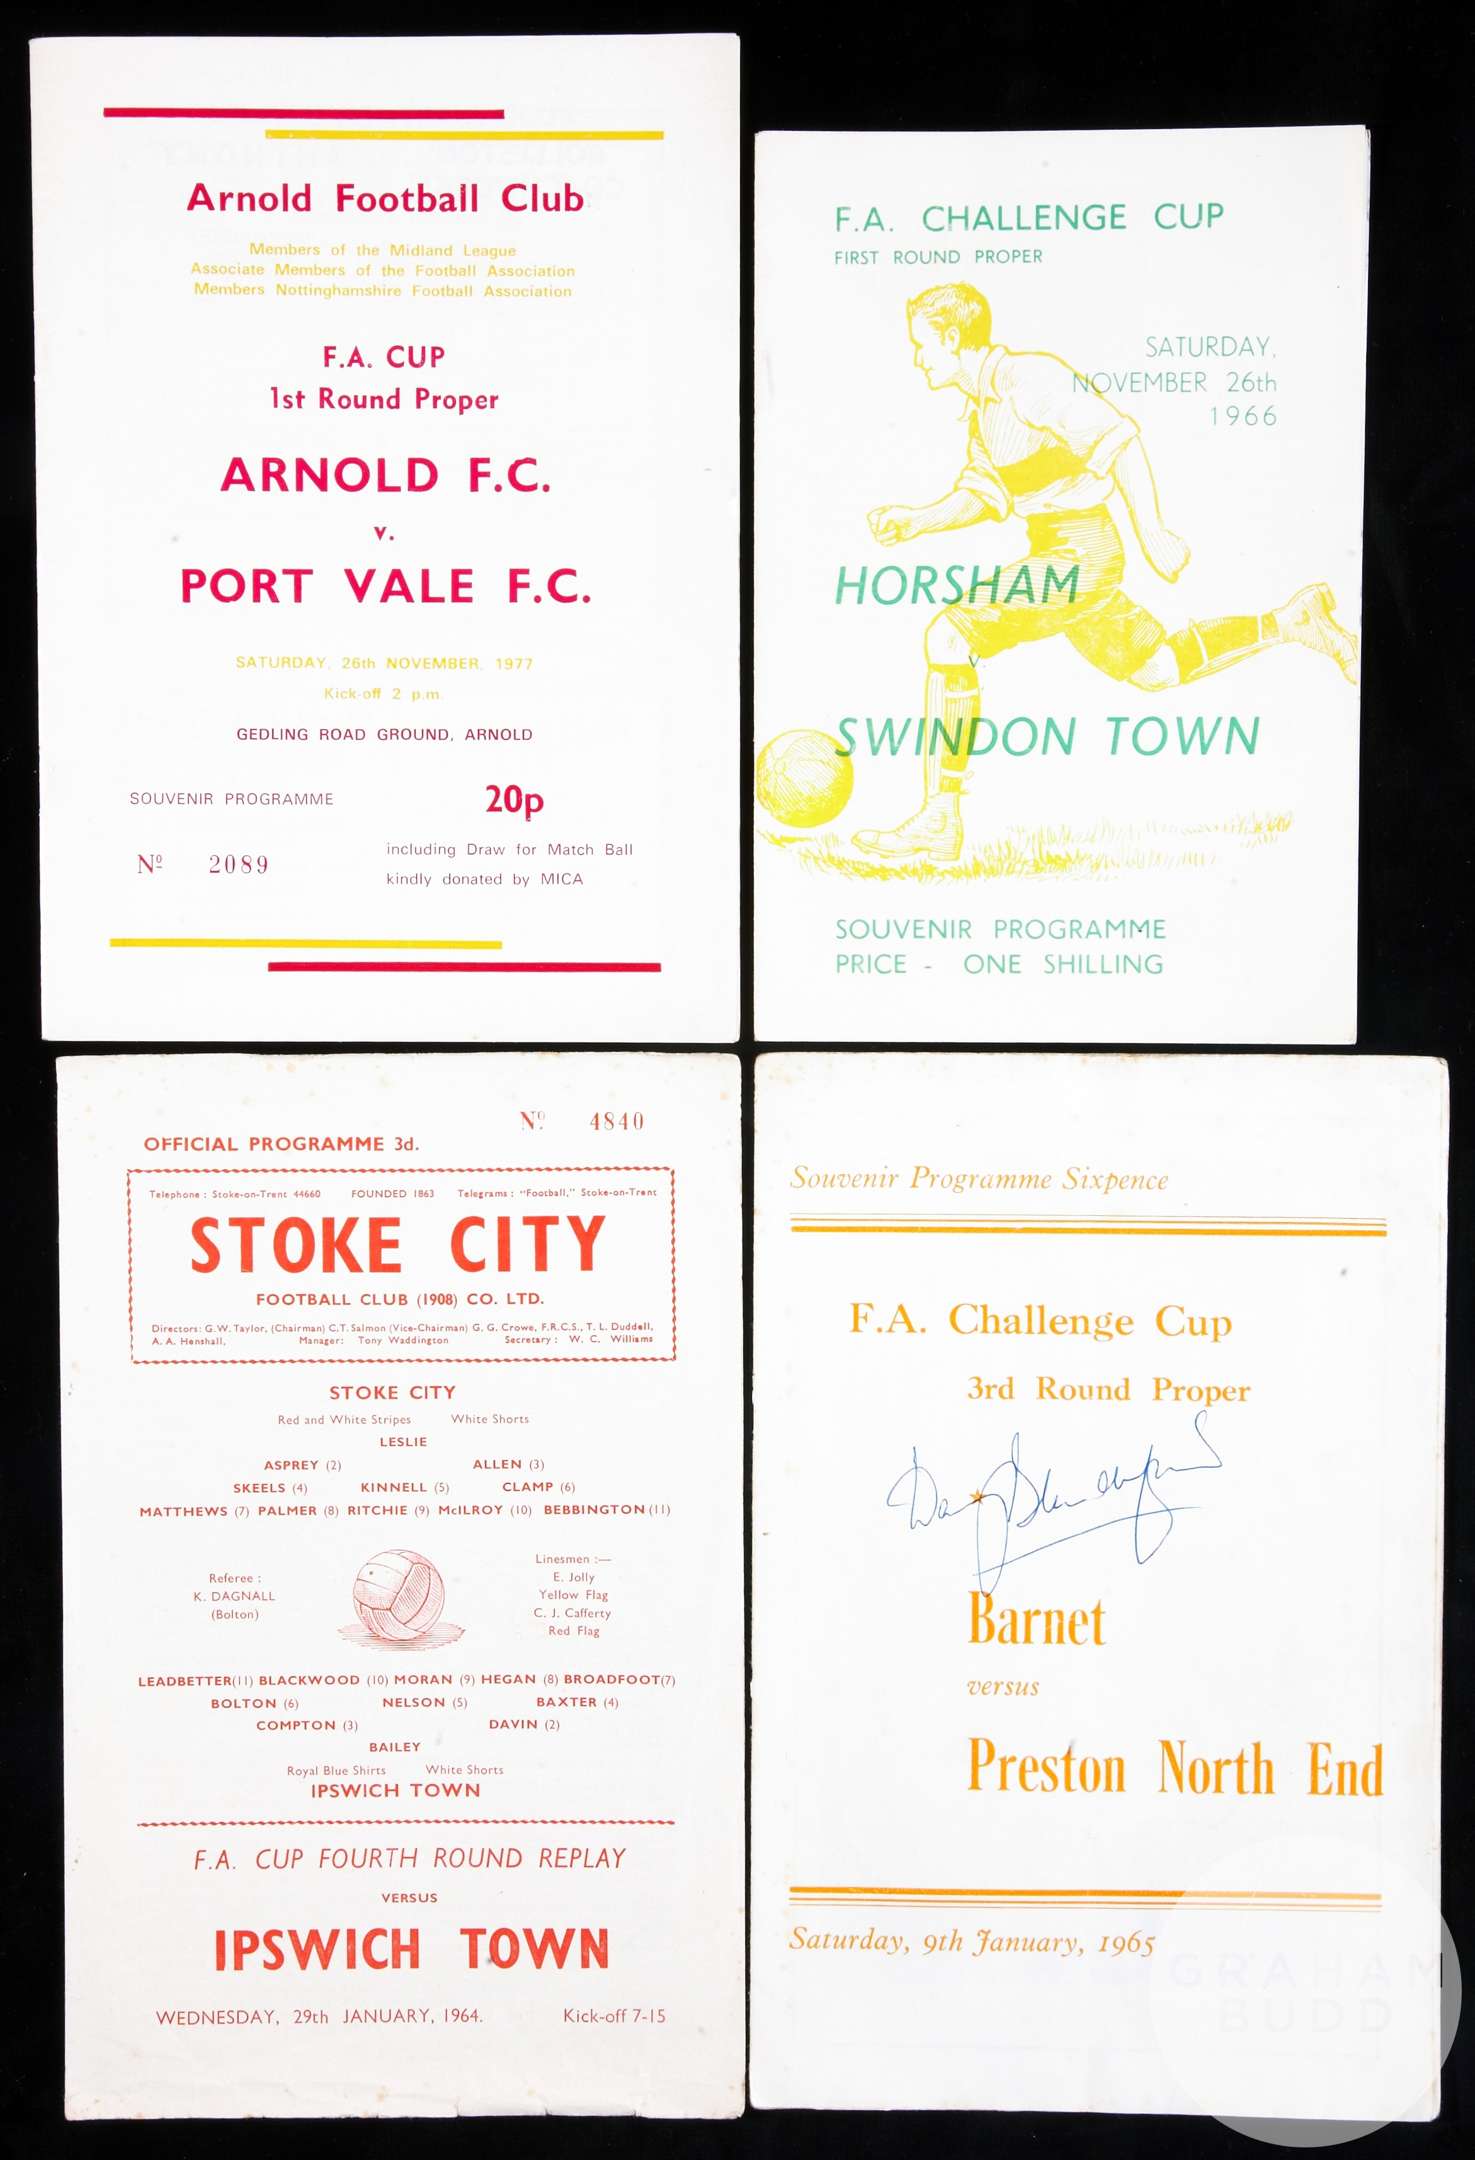 Arnold Football Club
Members of the Midland League
Associate Members of the Football Association
Members Nottinghamshire Football Association
F.A. CUP
1st Round Proper
ARNOLD F.C.
v.
PORT VALE F.C.
SATURDAY, 26th NOVEMBER, 1977
Kick-off 2 p.m.
GEDLING ROAD GROUND, ARNOLD
SOUVENIR PROGRAMME 20p
Nº 2089
including Draw for Match Ball
kindly donated by MICA
F.A. CHALLENGE CUP
FIRST ROUND PROPER
SATURDAY,
NOVEMBER 26th
1966
HORSHAM
v.
SWINDON TOWN
SOUVENIR PROGRAMME
PRICE - ONE SHILLING
Nº 4840
OFFICIAL PROGRAMME 3d.
Telephone : Stoke-on-Trent 44660 FOUNDED 1863 Telegrams : "Football," Stoke-on-Trent
STOKE CITY
FOOTBALL CLUB (1908) CO. LTD.
Directors: G.W. Taylor, (Chairman) C.T. Salmon (Vice-Chairman) G. G. Crowe, F.R.C.S., T. L. Duddell,
A. A. Henshall, Manager: Tony Waddington Secretary : W. C. Williams
STOKE CITY
Red and White Stripes White Shorts
LESLIE
ASPREY (2) ALLEN (3)
SKEELS (4) KINNELL (5) CLAMP (6)
MATTHEWS (7) PALMER (8) RITCHIE (9) McILROY (10) BEBBINGTON (11)
Referee :
K. DAGNALL
(Bolton)
Linesmen :—
E. Jolly
Yellow Flag
C. J. Cafferty
Red Flag
LEADBETTER(11) BLACKWOOD (10) MORAN (9) HEGAN (8) BROADFOOT(7)
BOLTON (6) NELSON (5) BAXTER (4)
COMPTON (3) DAVIN (2)
BAILEY
Royal Blue Shirts White Shorts
IPSWICH TOWN
F.A. CUP FOURTH ROUND REPLAY
VERSUS
IPSWICH TOWN
WEDNESDAY, 29th JANUARY, 1964. Kick-off 7-15
Souvenir Programme Sixpence
F.A. Challenge Cup
3rd Round Proper
Barnet
versus
Preston North End
Saturday, 9th January, 1965
GRAHAM
BUDD